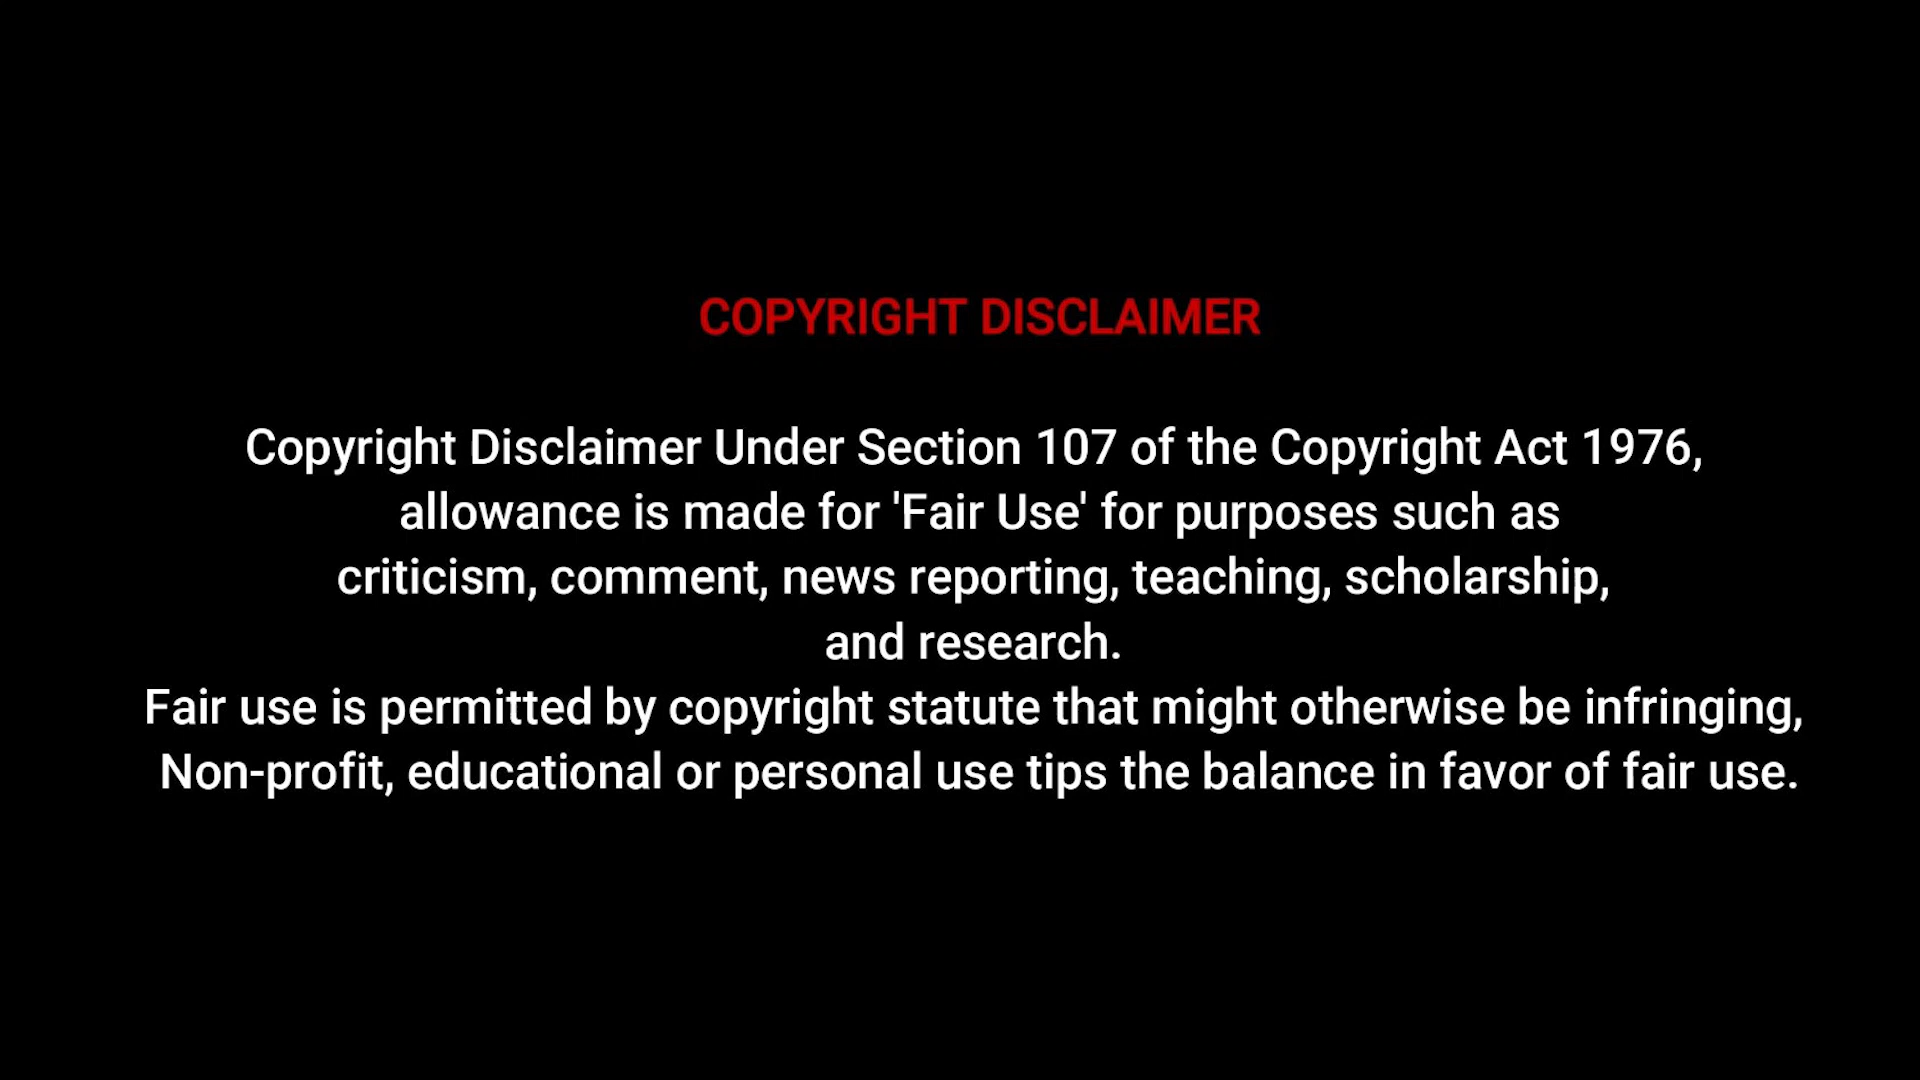 COPYRIGHT DISCLAIMER
Copyright Disclaimer Under Section 107 of the Copyright Act 1976,
allowance is made for 'Fair Use' for purposes such as
criticism, comment, news reporting, teaching, scholarship,
and research.
Fair use is permitted by copyright statute that might otherwise be infringing,
Non-profit, educational or personal use tips the balance in favor of fair use.